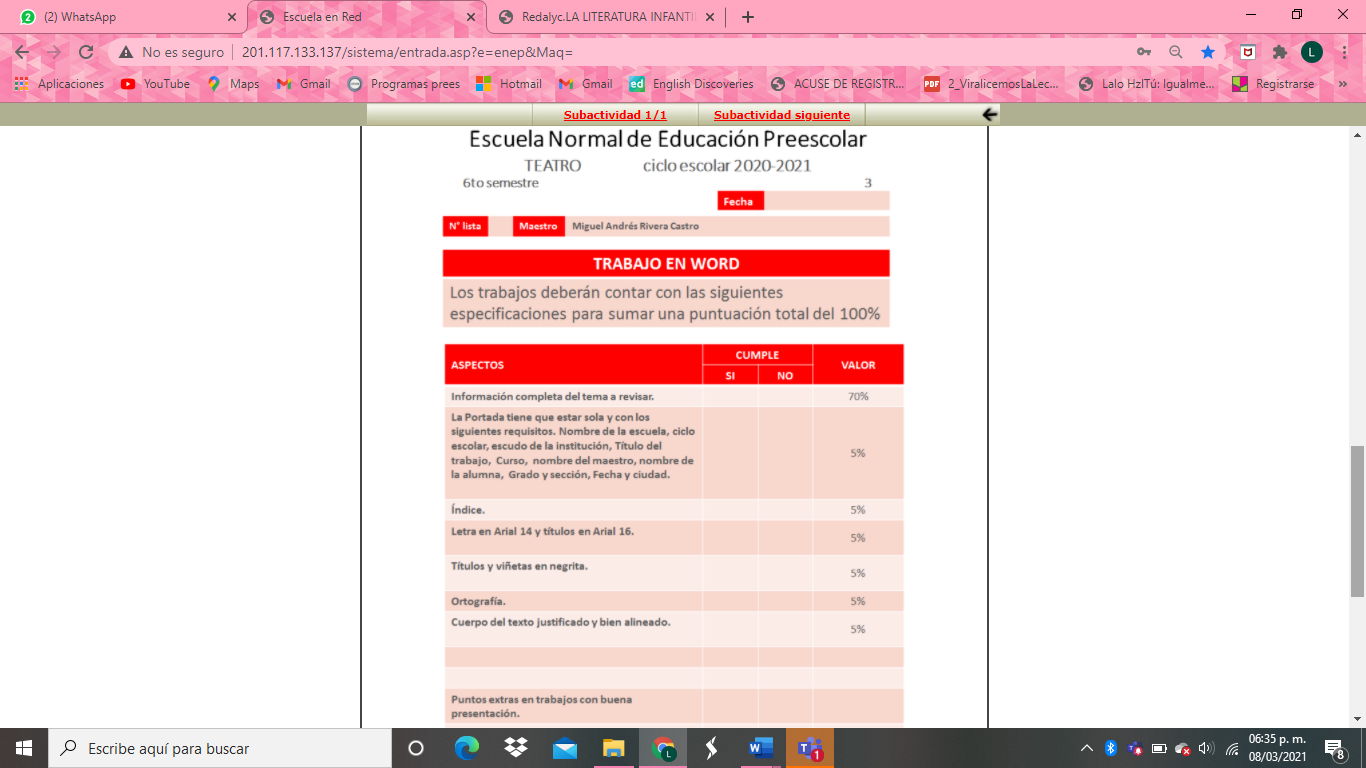 (2) WhatsApp
Escuela en Red
Redalyc.LA LITERATURA INFANTI
No es seguro
201.117.133.137/sistema/entrada.asp?e=enep&Maq=
L
Aplicaciones
YouTube
Maps
Gmail
Programas prees
Hotmail
Gmail
English Discoveries
ACUSE DE REGISTR...
2_ViralicemosLaLec...
Lalo HzlTú: Igualme...
Registrarse
»
Subactividad 1/1
Subactividad siguiente
Escuela Normal de Educación Preescolar
TEATRO ciclo escolar 2020-2021
6to semestre 3
Fecha
N° lista Maestro Miguel Andrés Rivera Castro
TRABAJO EN WORD
Los trabajos deberán contar con las siguientes
especificaciones para sumar una puntuación total del 100%
ASPECTOS CUMPLE VALOR
SI NO
Información completa del tema a revisar. 70%
La Portada tiene que estar sola y con los
siguientes requisitos. Nombre de la escuela, ciclo
escolar, escudo de la institución, Título del
trabajo, Curso, nombre del maestro, nombre de
la alumna, Grado y sección, Fecha y ciudad.
5%
Índice. 5%
Letra en Arial 14 y títulos en Arial 16. 5%
Títulos y viñetas en negrita. 5%
Ortografía. 5%
Cuerpo del texto justificado y bien alineado. 5%
Puntos extras en trabajos con buena
presentación.
Escribe aquí para buscar
06:35 p. m.
08/03/2021
8
1